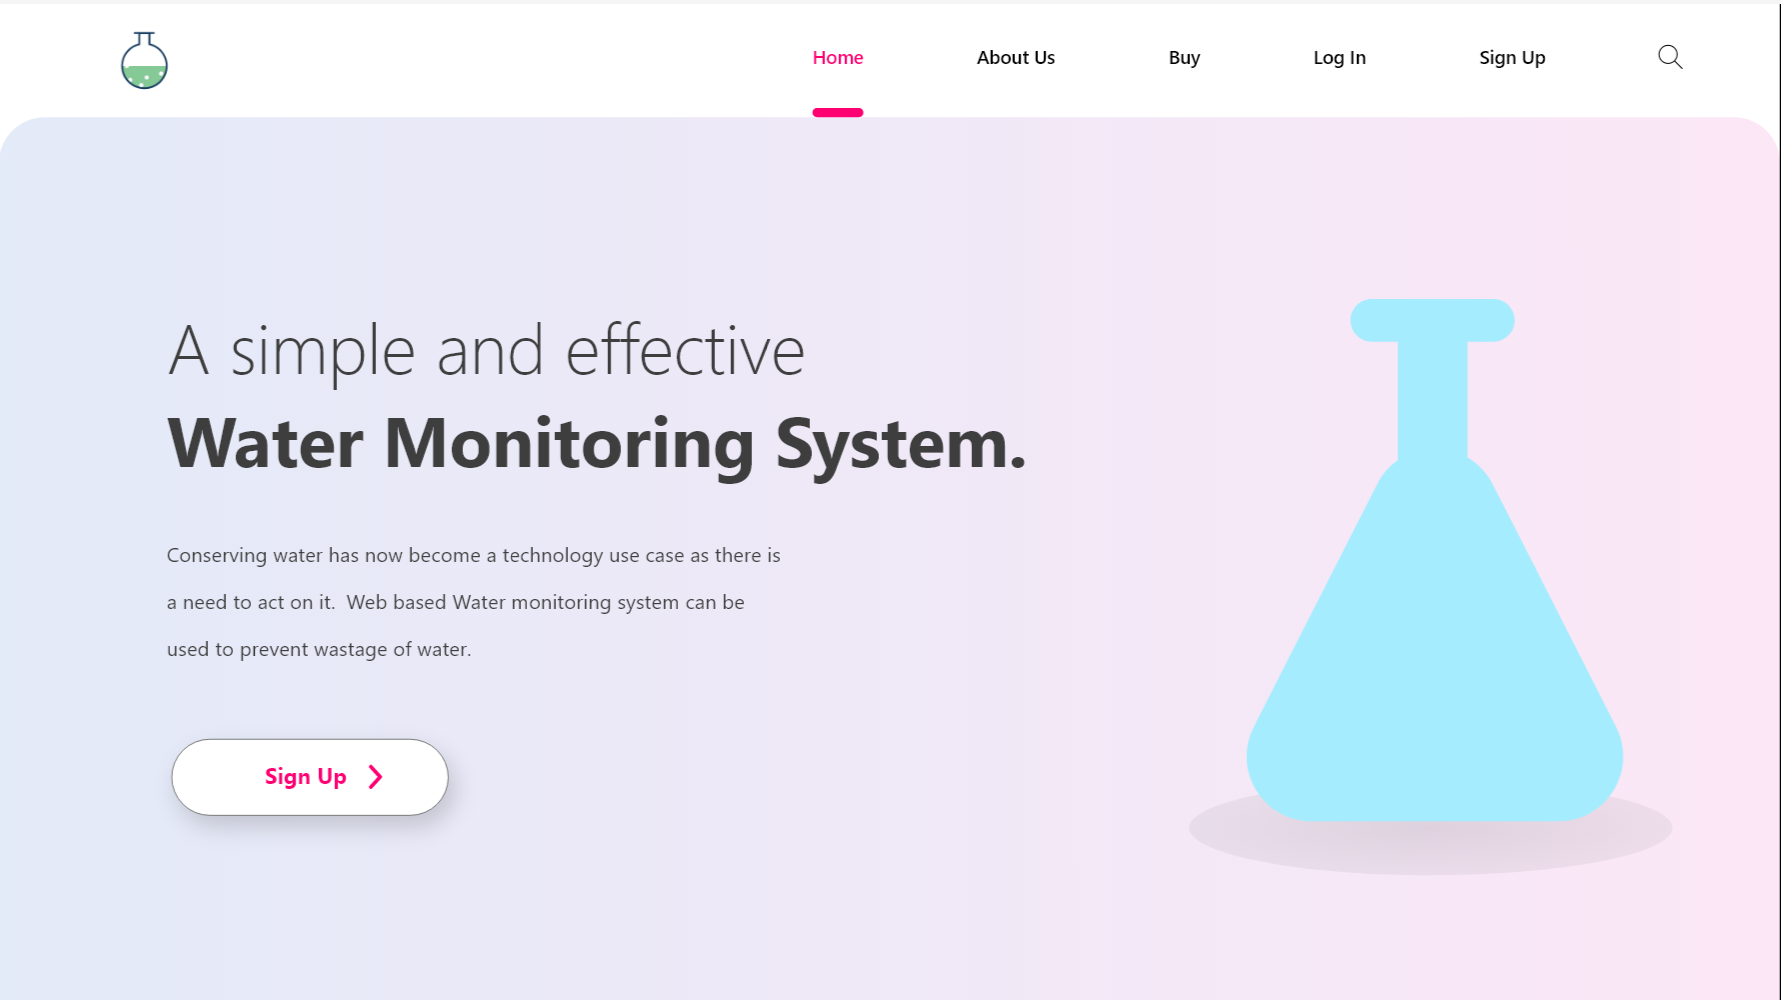 Home About Us Buy Log In Sign Up
A simple and effective
Water Monitoring System.
Conserving water has now become a technology use case as there is
a need to act on it.  Web based Water monitoring system can be
used to prevent wastage of water.
Sign Up